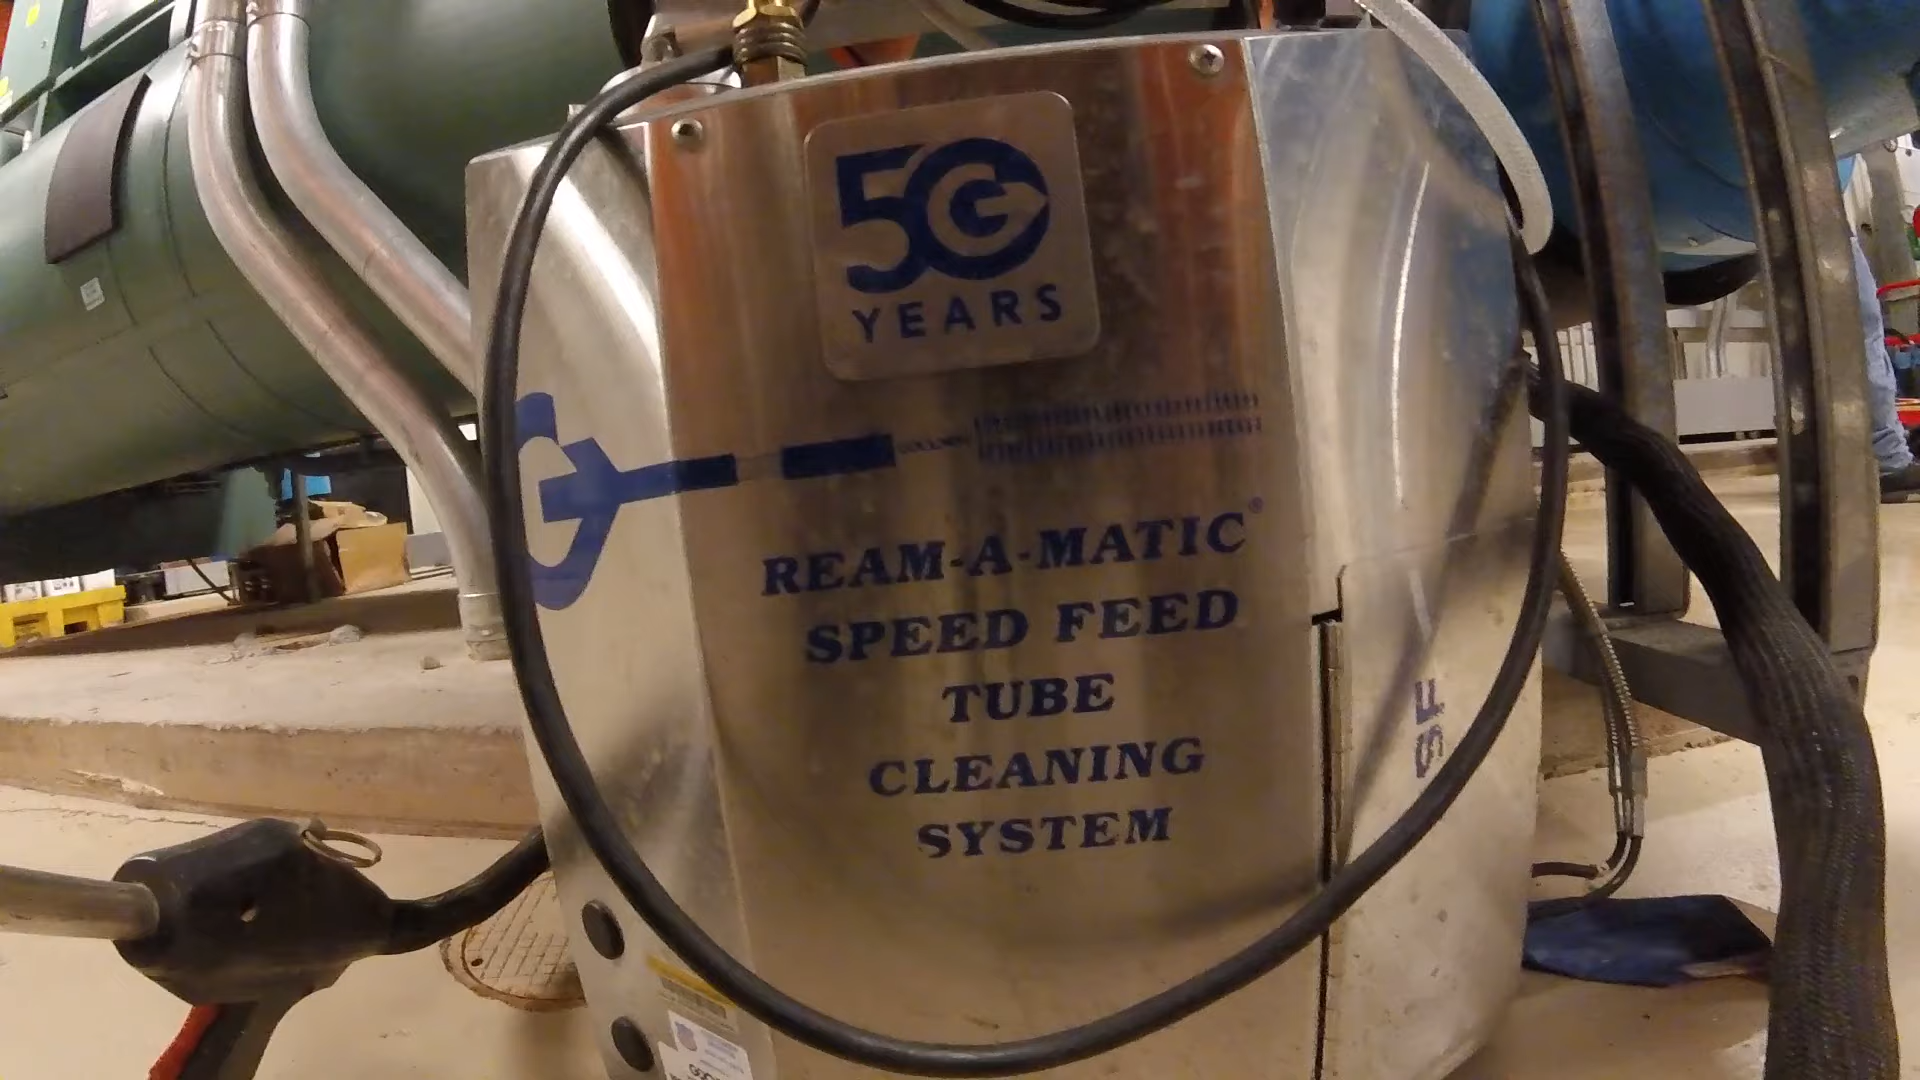 50
YEARS
REAM-A-MATIC®
SPEED FEED
TUBE
CLEANING
SYSTEM
SF